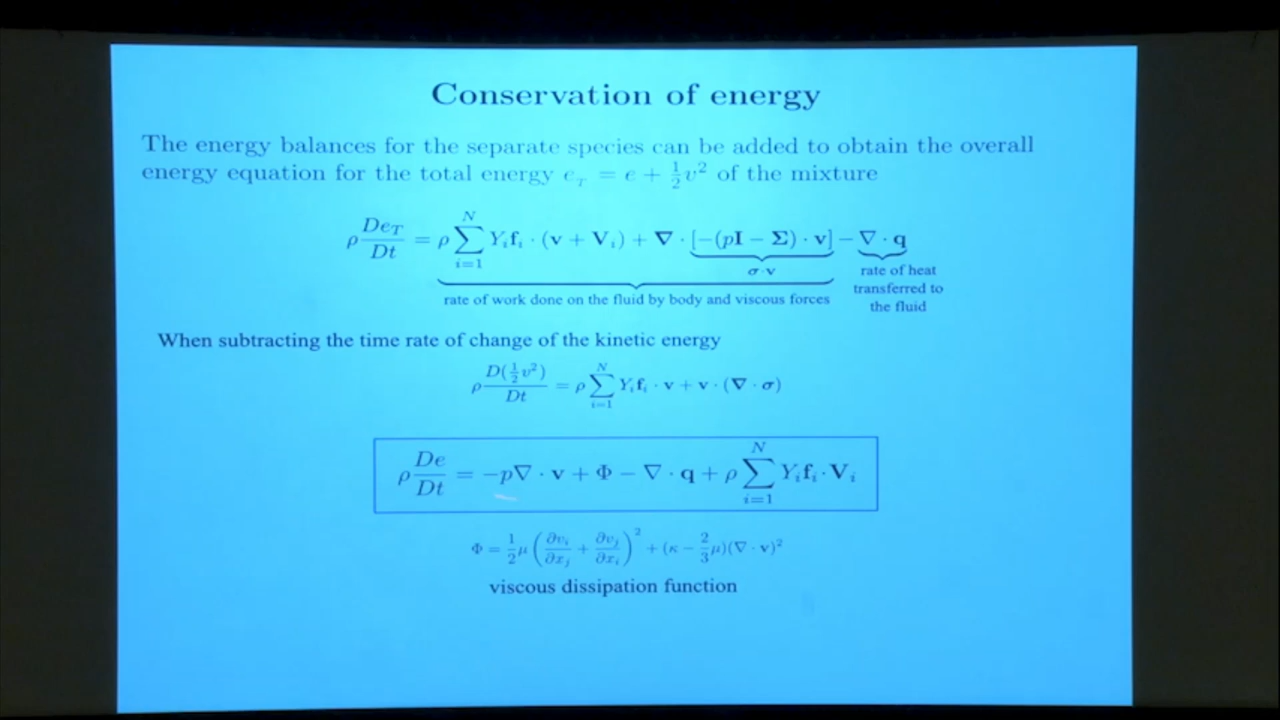 Conservation of energy
The energy balances for the separate species can be added to obtain the overall
energy equation for the total energy e_T = e + ½v² of the mixture
ρ De_T/Dt = ρ ∑_{i=1}^{N} Y_i f_i · (v + V_i) + ∇ · [−(pI − Σ) · v] − ∇ · q
σ·v
rate of work done on the fluid by body and viscous forces
rate of heat
transferred to
the fluid
When subtracting the time rate of change of the kinetic energy
ρ D(½v²)/Dt = ρ ∑_{i=1}^{N} Y_i f_i · v + v · (∇ · σ)
ρ De/Dt = −p∇ · v + Φ − ∇ · q + ρ ∑_{i=1}^{N} Y_i f_i · V_i
Φ = ½μ (∂v_i/∂x_j + ∂v_j/∂x_i)² + (κ − ⅔μ)(∇ · v)²
viscous dissipation function